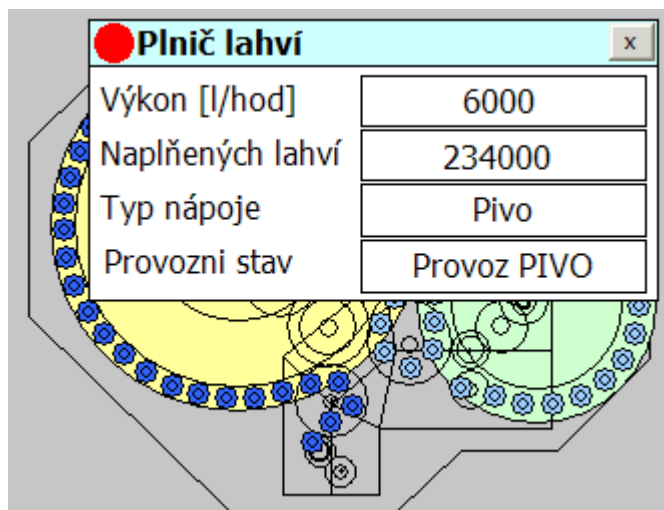 Plnič lahví x
Výkon [l/hod] 6000
Naplňených lahví 234000
Typ nápoje Pivo
Provozni stav Provoz PIVO